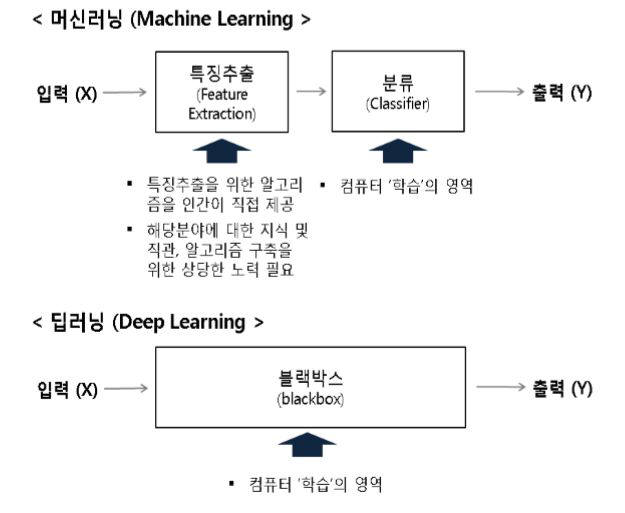 < 머신러닝 (Machine Learning >
입력 (X)
특징추출
(Feature
Extraction)
분류
(Classifier)
출력 (Y)
▪ 특징추출을 위한 알고리
즘을 인간이 직접 제공
▪ 해당분야에 대한 지식 및
직관, 알고리즘 구축을
위한 상당한 노력 필요
▪ 컴퓨터 '학습'의 영역
< 딥러닝 (Deep Learning >
입력 (X)
블랙박스
(blackbox)
출력 (Y)
▪ 컴퓨터 '학습'의 영역